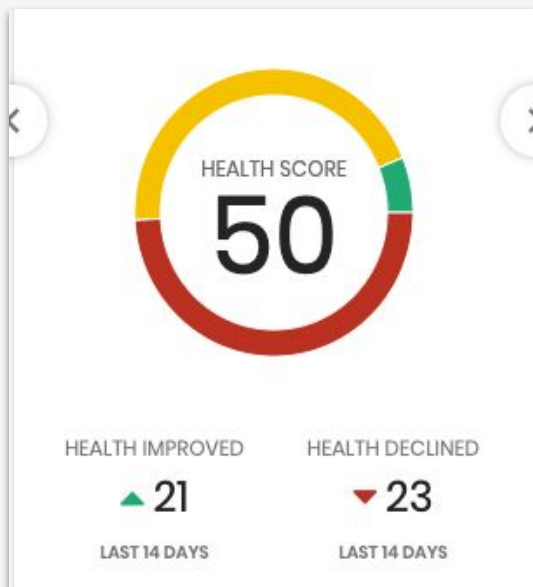 HEALTH SCORE
50
HEALTH IMPROVED
21
LAST 14 DAYS
HEALTH DECLINED
23
LAST 14 DAYS